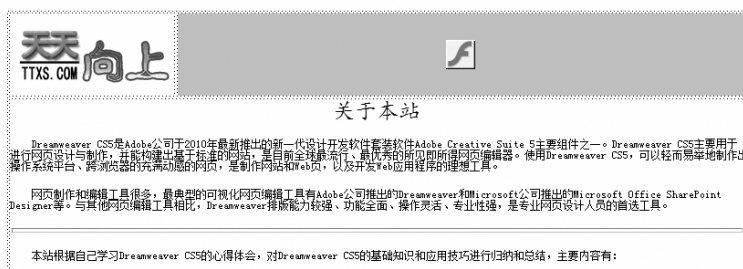 天天向上
TTXS.COM
关于本站
Dreamweaver CS5是Adobe公司于2010年最新推出的新一代设计开发软件套装软件Adobe Creative Suite 5主要组件之一。Dreamweaver CS5主要用于
进行网页设计与制作，并能构建出基于标准的网站，是目前全球最流行、最优秀的所见即所得网页编辑器。使用Dreamweaver CS5，可以轻而易举地制作出
操作系统平台、跨浏览器的充满动感的网页，是制作网站和Web页，以及开发Web应用程序的理想工具。
网页制作和编辑工具很多，最典型的可视化网页编辑工具有Adobe公司推出的Dreamweaver和Microsoft公司推出的Microsoft Office SharePoint
Designer等。与其他网页编辑工具相比，Dreamweaver排版能力较强、功能全面、操作灵活、专业性强，是专业网页设计人员的首选工具。
本站根据自己学习Dreamweaver CS5的心得体会，对Dreamweaver CS5的基础知识和应用技巧进行归纳和总结，主要内容有：